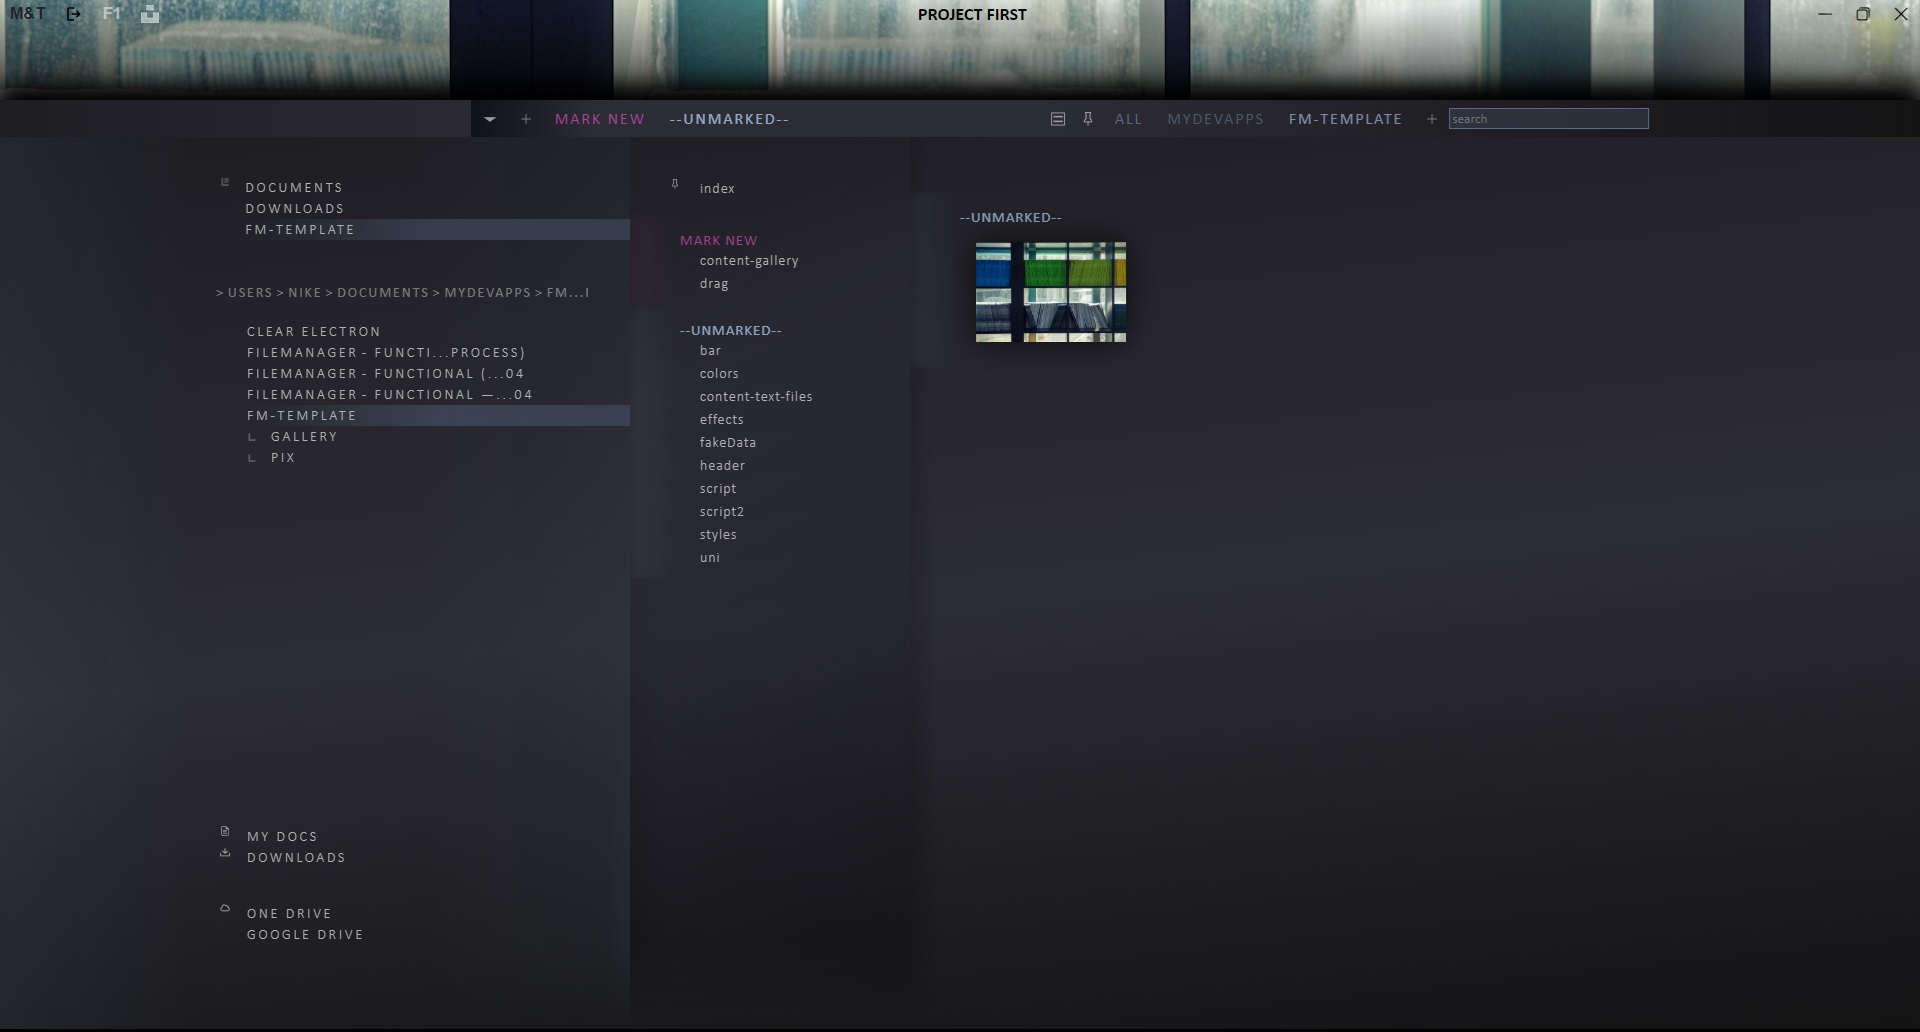 M&T F1 PROJECT FIRST
MARK NEW --UNMARKED-- ALL MYDEVAPPS FM-TEMPLATE search
DOCUMENTS
DOWNLOADS
FM-TEMPLATE
> USERS > NIKE > DOCUMENTS > MYDEVAPPS > FM...I
CLEAR ELECTRON
FILEMANAGER - FUNCTI...PROCESS)
FILEMANAGER - FUNCTIONAL (...04
FILEMANAGER - FUNCTIONAL —...04
FM-TEMPLATE
GALLERY
PIX
MY DOCS
DOWNLOADS
ONE DRIVE
GOOGLE DRIVE
index
MARK NEW
content-gallery
drag
--UNMARKED--
bar
colors
content-text-files
effects
fakeData
header
script
script2
styles
uni
--UNMARKED--